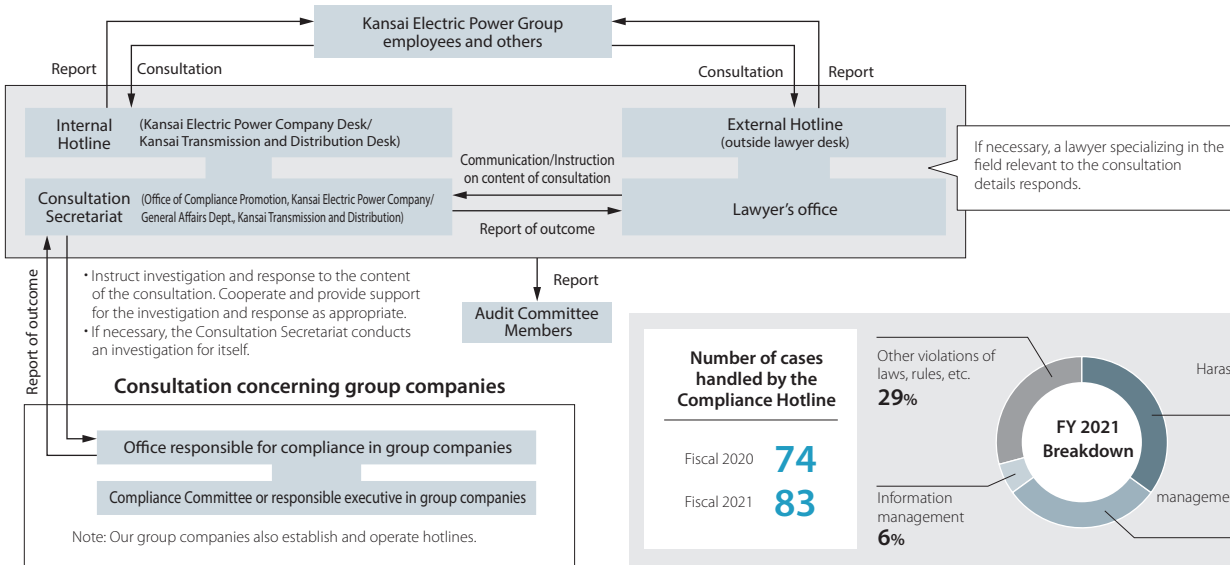 Kansai Electric Power Group
employees and others
Report
Consultation
Consultation
Report
Internal
Hotline
(Kansai Electric Power Company Desk/
Kansai Transmission and Distribution Desk)
External Hotline
(outside lawyer desk)
If necessary, a lawyer specializing in the
field relevant to the consultation
details responds.
Communication/Instruction
on content of consultation
Consultation
Secretariat
(Office of Compliance Promotion, Kansai Electric Power Company/
General Affairs Dept., Kansai Transmission and Distribution)
Lawyer's office
Report of outcome
Report of outcome
• Instruct investigation and response to the content
of the consultation. Cooperate and provide support
for the investigation and response as appropriate.
• If necessary, the Consultation Secretariat conducts
an investigation for itself.
Report
Audit Committee
Members
Consultation concerning group companies
Office responsible for compliance in group companies
Compliance Committee or responsible executive in group companies
Note: Our group companies also establish and operate hotlines.
Number of cases
handled by the
Compliance Hotline
Fiscal 2020 74
Fiscal 2021 83
Other violations of
laws, rules, etc.
29%
Information
management
6%
FY 2021
Breakdown